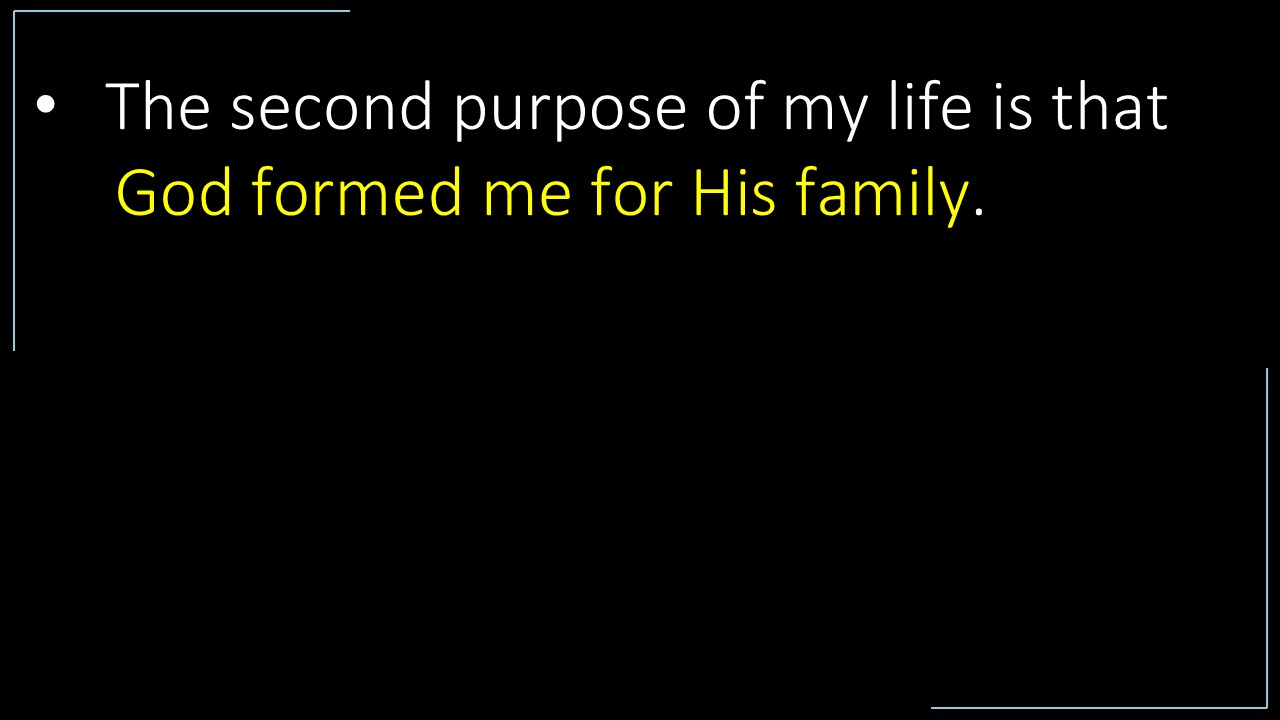 • The second purpose of my life is that
God formed me for His family.